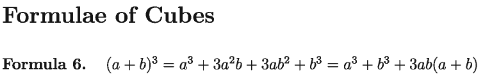 Formulae of Cubes
Formula 6. (a + b)³ = a³ + 3a²b + 3ab² + b³ = a³ + b³ + 3ab(a + b)